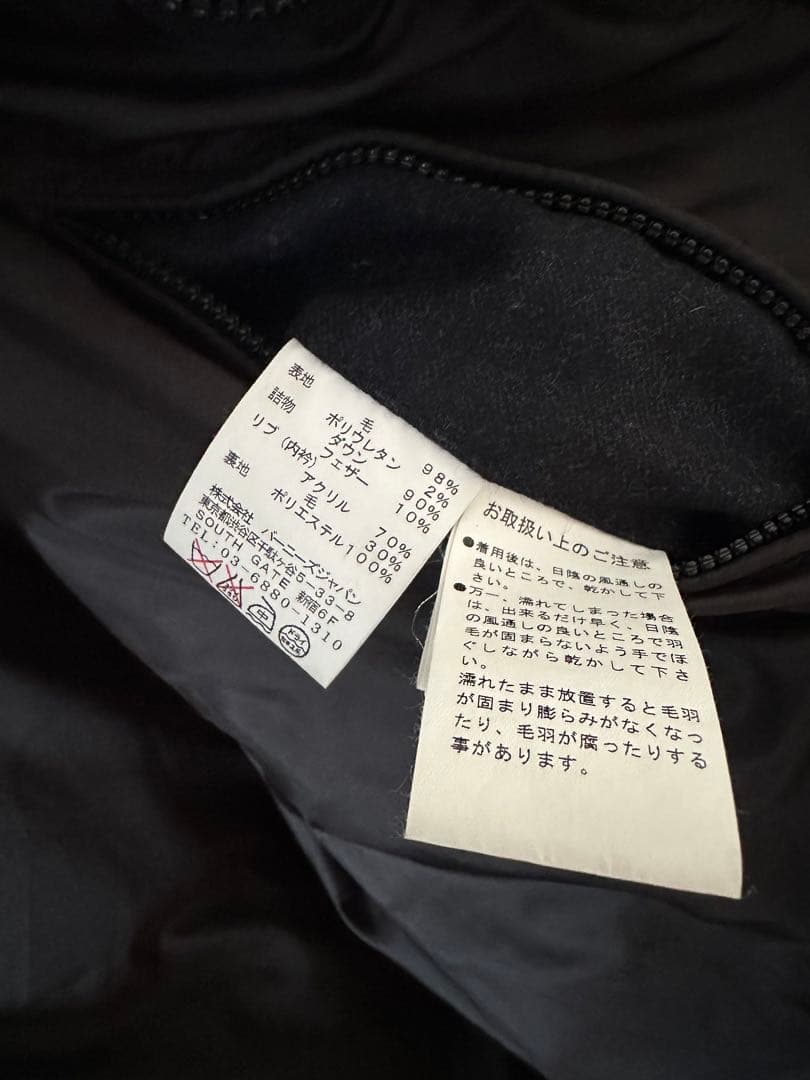 表地
毛 98%
ポリウレタン 2%
詰物
ダウン 90%
フェザー 10%
リブ(内衿)
アクリル 70%
毛 30%
裏地
ポリエステル100%
株式会社 バーニーズジャパン
東京都渋谷区千駄ヶ谷5-33-8
SOUTH GATE 新宿6F
TEL:03-6880-1310
中
ドライ
お取扱い上のご注意
●着用後は、日陰の風通しの
良いところで、乾かして下
さい。
●万一、濡れてしまった場合
は、出来るだけ早く、日陰
の風通しの良いところで羽
毛が固まらないよう手でほ
ぐしながら乾かして下さ
い。
濡れたまま放置すると毛羽
が固まり膨らみがなくなっ
たり、毛羽が腐ったりする
事があります。